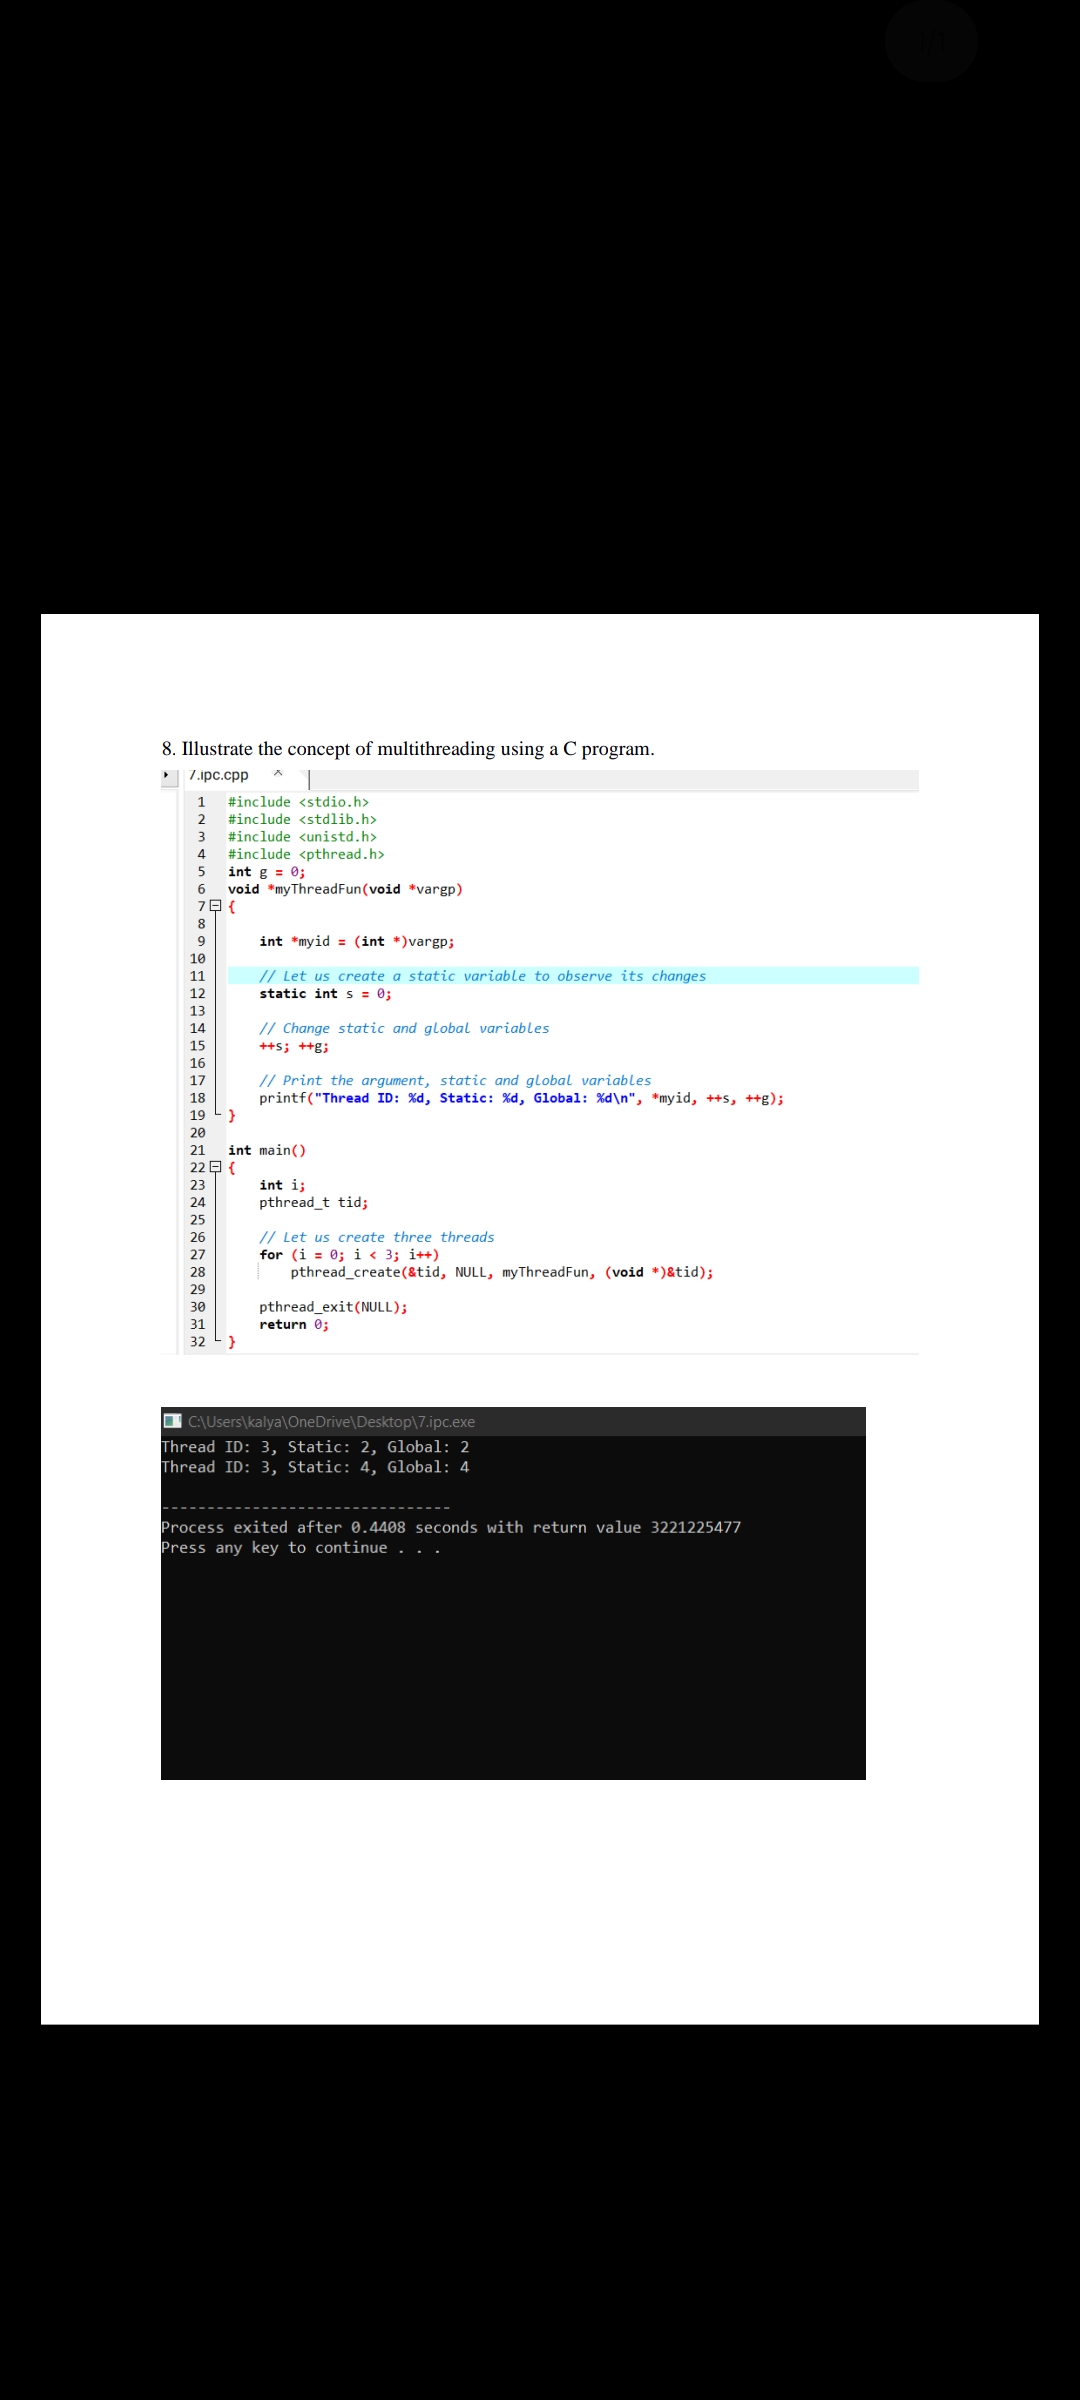 8. Illustrate the concept of multithreading using a C program.
7.ipc.cpp
1 #include <stdio.h>
2 #include <stdlib.h>
3 #include <unistd.h>
4 #include <pthread.h>
5 int g = 0;
6 void *myThreadFun(void *vargp)
7 {
8
9 int *myid = (int *)vargp;
10
11 // Let us create a static variable to observe its changes
12 static int s = 0;
13
14 // Change static and global variables
15 ++s; ++g;
16
17 // Print the argument, static and global variables
18 printf("Thread ID: %d, Static: %d, Global: %d\n", *myid, ++s, ++g);
19 }
20
21 int main()
22 {
23 int i;
24 pthread_t tid;
25
26 // Let us create three threads
27 for (i = 0; i < 3; i++)
28 pthread_create(&tid, NULL, myThreadFun, (void *)&tid);
29
30 pthread_exit(NULL);
31 return 0;
32 }
C:\Users\kalya\OneDrive\Desktop\7.ipc.exe
Thread ID: 3, Static: 2, Global: 2
Thread ID: 3, Static: 4, Global: 4
--------------------------------
Process exited after 0.4408 seconds with return value 3221225477
Press any key to continue . . .